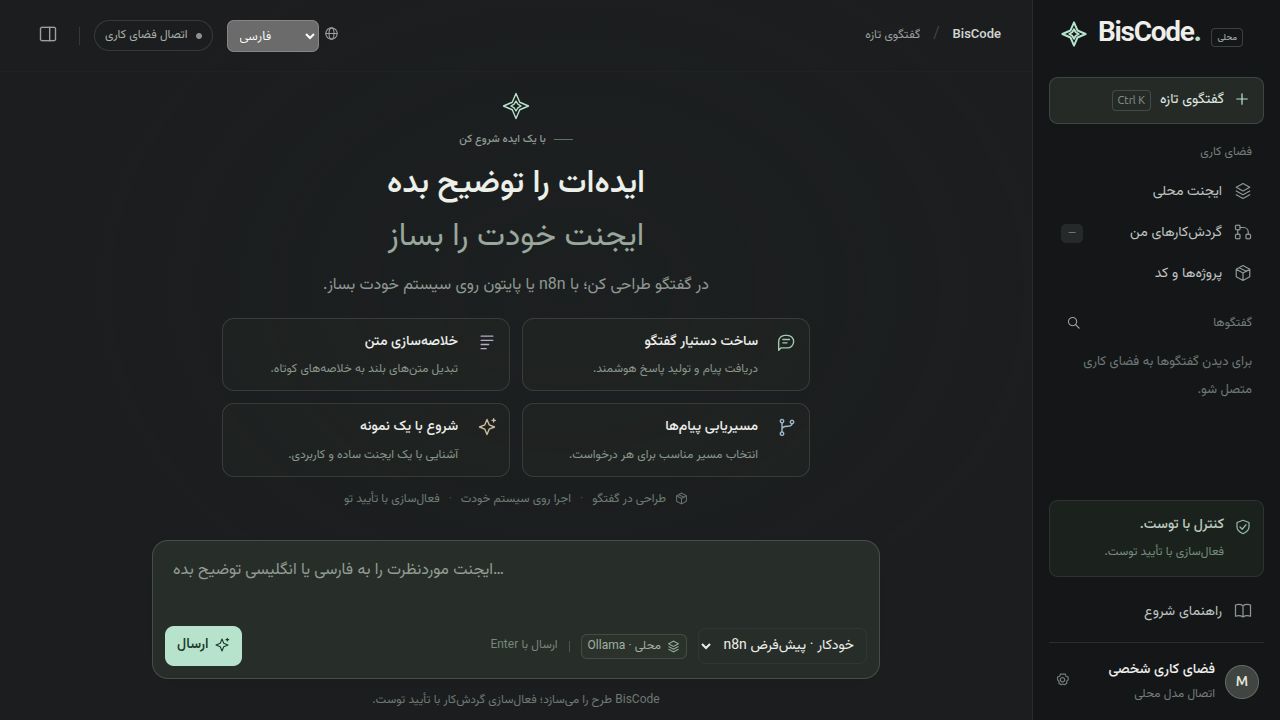 BisCode.
محلی
گفتگوی تازه
Ctrl K
فضای کاری
ایجنت محلی
گردش‌کارهای من
–
پروژه‌ها و کد
گفتگوها
برای دیدن گفتگوها به فضای کاری
متصل شو.
کنترل با توست.
فعال‌سازی با تأیید توست.
راهنمای شروع
M
فضای کاری شخصی
اتصال مدل محلی
BisCode / گفتگوی تازه
فارسی
اتصال فضای کاری
با یک ایده شروع کن
ایده‌ات را توضیح بده
ایجنت خودت را بساز
در گفتگو طراحی کن؛ با n8n یا پایتون روی سیستم خودت بساز.
ساخت دستیار گفتگو
دریافت پیام و تولید پاسخ هوشمند.
خلاصه‌سازی متن
تبدیل متن‌های بلند به خلاصه‌های کوتاه.
مسیریابی پیام‌ها
انتخاب مسیر مناسب برای هر درخواست.
شروع با یک نمونه
آشنایی با یک ایجنت ساده و کاربردی.
طراحی در گفتگو · اجرا روی سیستم خودت · فعال‌سازی با تأیید تو
ایجنت موردنظرت را به فارسی یا انگلیسی توضیح بده...
خودکار · پیش‌فرض n8n
محلی · Ollama
ارسال با Enter
ارسال
BisCode طرح را می‌سازد؛ فعال‌سازی گردش‌کار با تأیید توست.